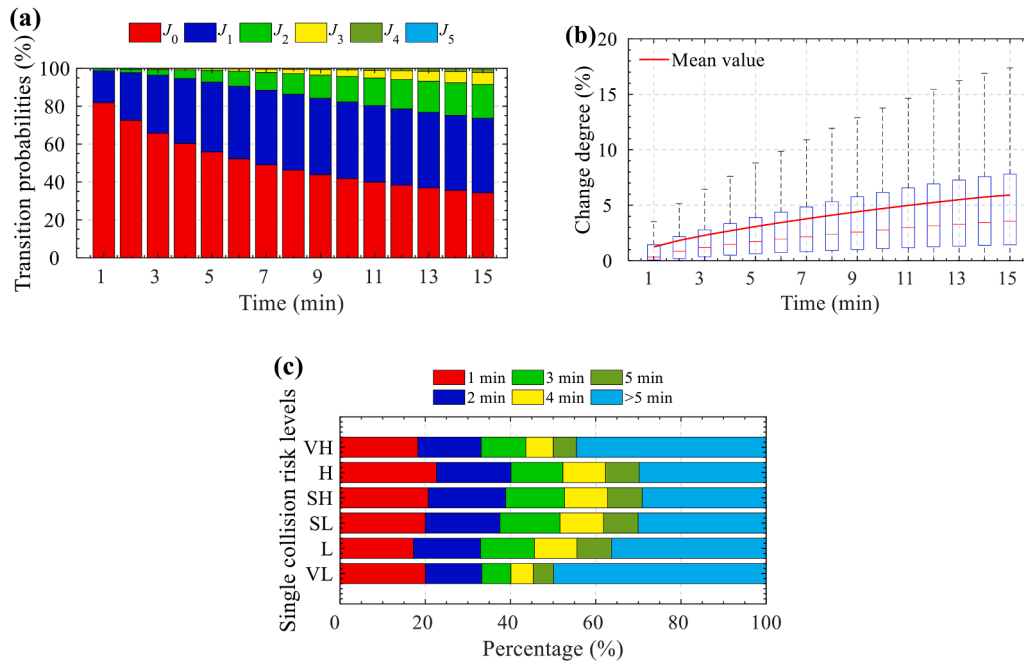 (a)
J0 J1 J2 J3 J4 J5
Transition probabilities (%)
100
80
60
40
20
0
1 3 5 7 9 11 13 15
Time (min)
(b)
Mean value
Change degree (%)
20
15
10
5
0
1 3 5 7 9 11 13 15
Time (min)
(c)
1 min 3 min 5 min
2 min 4 min >5 min
Single collision risk levels
VH
H
SH
SL
L
VL
0 20 40 60 80 100
Percentage (%)